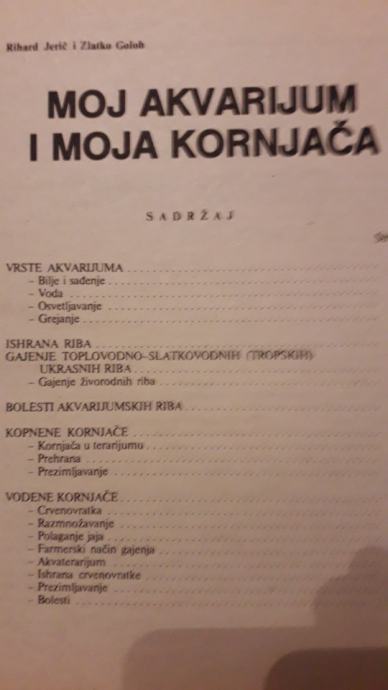 Rihard Jerič i Zlatko Golob
MOJ AKVARIJUM
I MOJA KORNJAČA
SADRŽAJ
VRSTE AKVARIJUMA
– Bilje i sađenje
– Voda
– Osvetljavanje
– Grejanje
ISHRANA RIBA
GAJENJE TOPLOVODNO–SLATKOVODNIH (TROPSKIH)
UKRASNIH RIBA
– Gajenje živorodnih riba
BOLESTI AKVARIJUMSKIH RIBA
KOPNENE KORNJAČE
– Kornjača u terarijumu
– Prehrana
– Prezimljavanje
VODENE KORNJAČE
– Crvenovratka
– Razmnožavanje
– Polaganje jaja
– Farmerski način gajenja
– Akvaterarijum
– Ishrana crvenovratke
– Prezimljavanje
– Bolesti